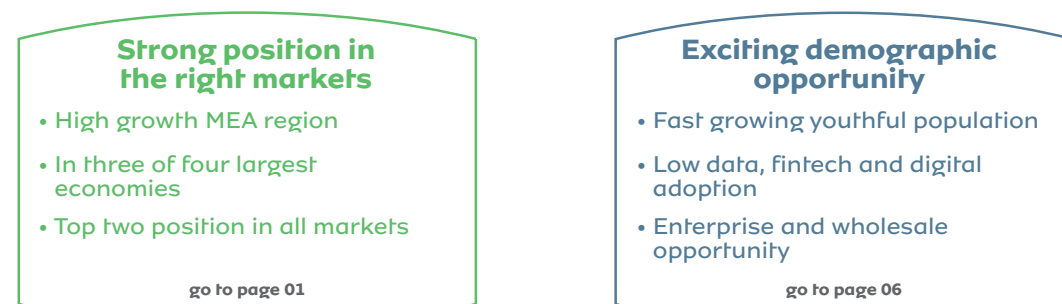 Strong position in
the right markets
• High growth MEA region
• In three of four largest
economies
• Top two position in all markets
go to page 01
Exciting demographic
opportunity
• Fast growing youthful population
• Low data, fintech and digital
adoption
• Enterprise and wholesale
opportunity
go to page 06